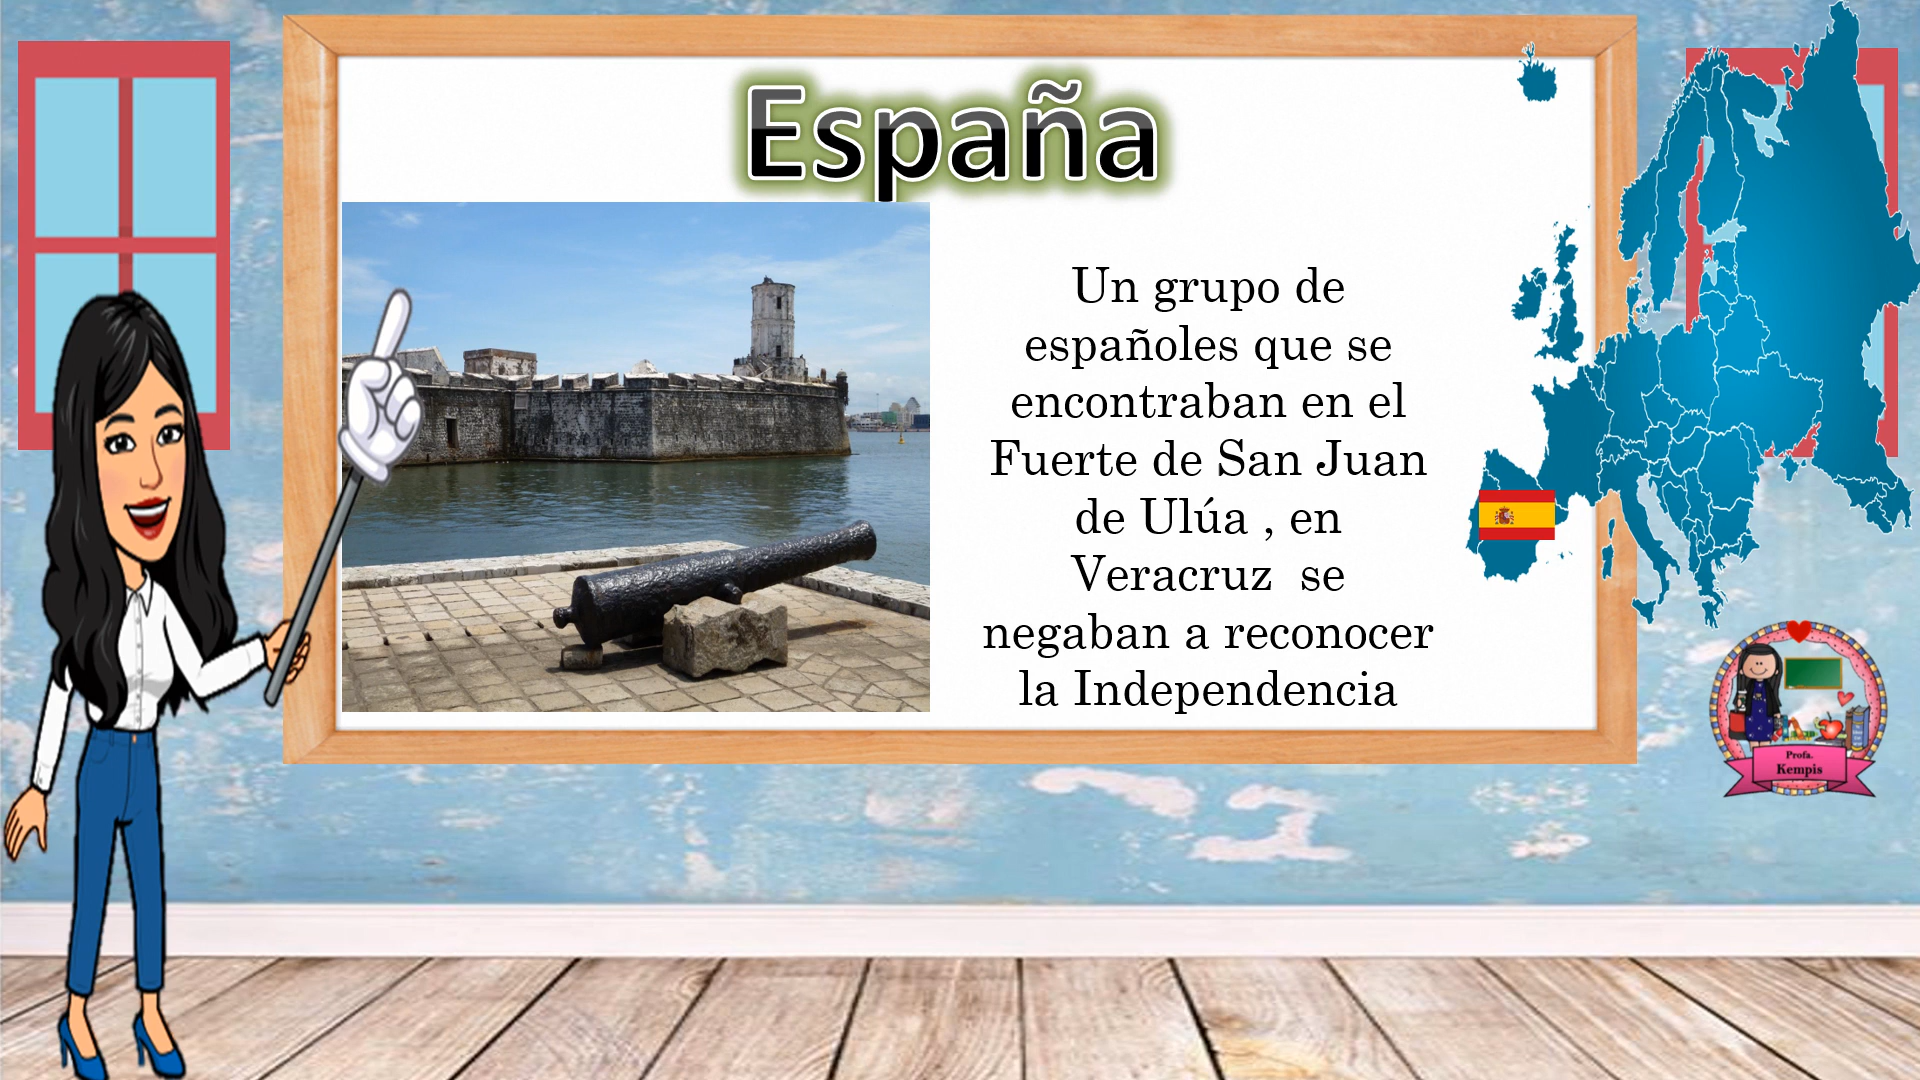 España
Un grupo de
españoles que se
encontraban en el
Fuerte de San Juan
de Ulúa , en
Veracruz  se
negaban a reconocer
la Independencia
Profa.
Kempis